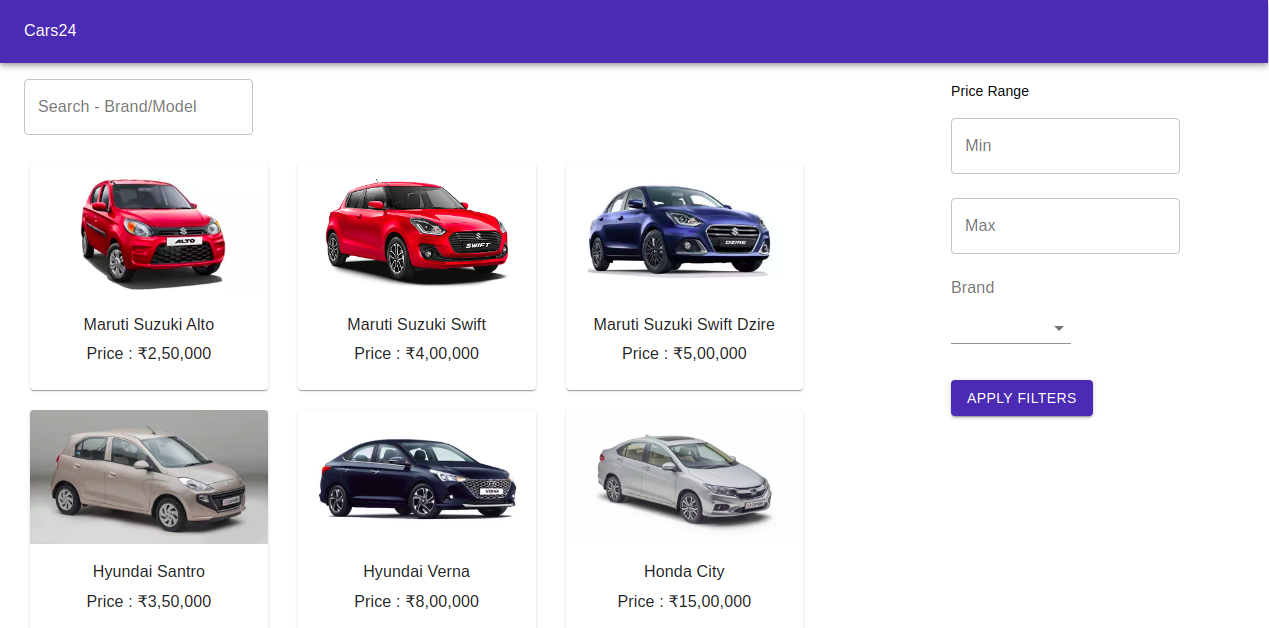 Cars24
Search - Brand/Model
Price Range
Min
Max
Brand
APPLY FILTERS
ALTO
Maruti Suzuki Alto
Price : ₹2,50,000
SWIFT
Maruti Suzuki Swift
Price : ₹4,00,000
DZIRE
Maruti Suzuki Swift Dzire
Price : ₹5,00,000
Hyundai Santro
Price : ₹3,50,000
VERNA
Hyundai Verna
Price : ₹8,00,000
Honda City
Price : ₹15,00,000